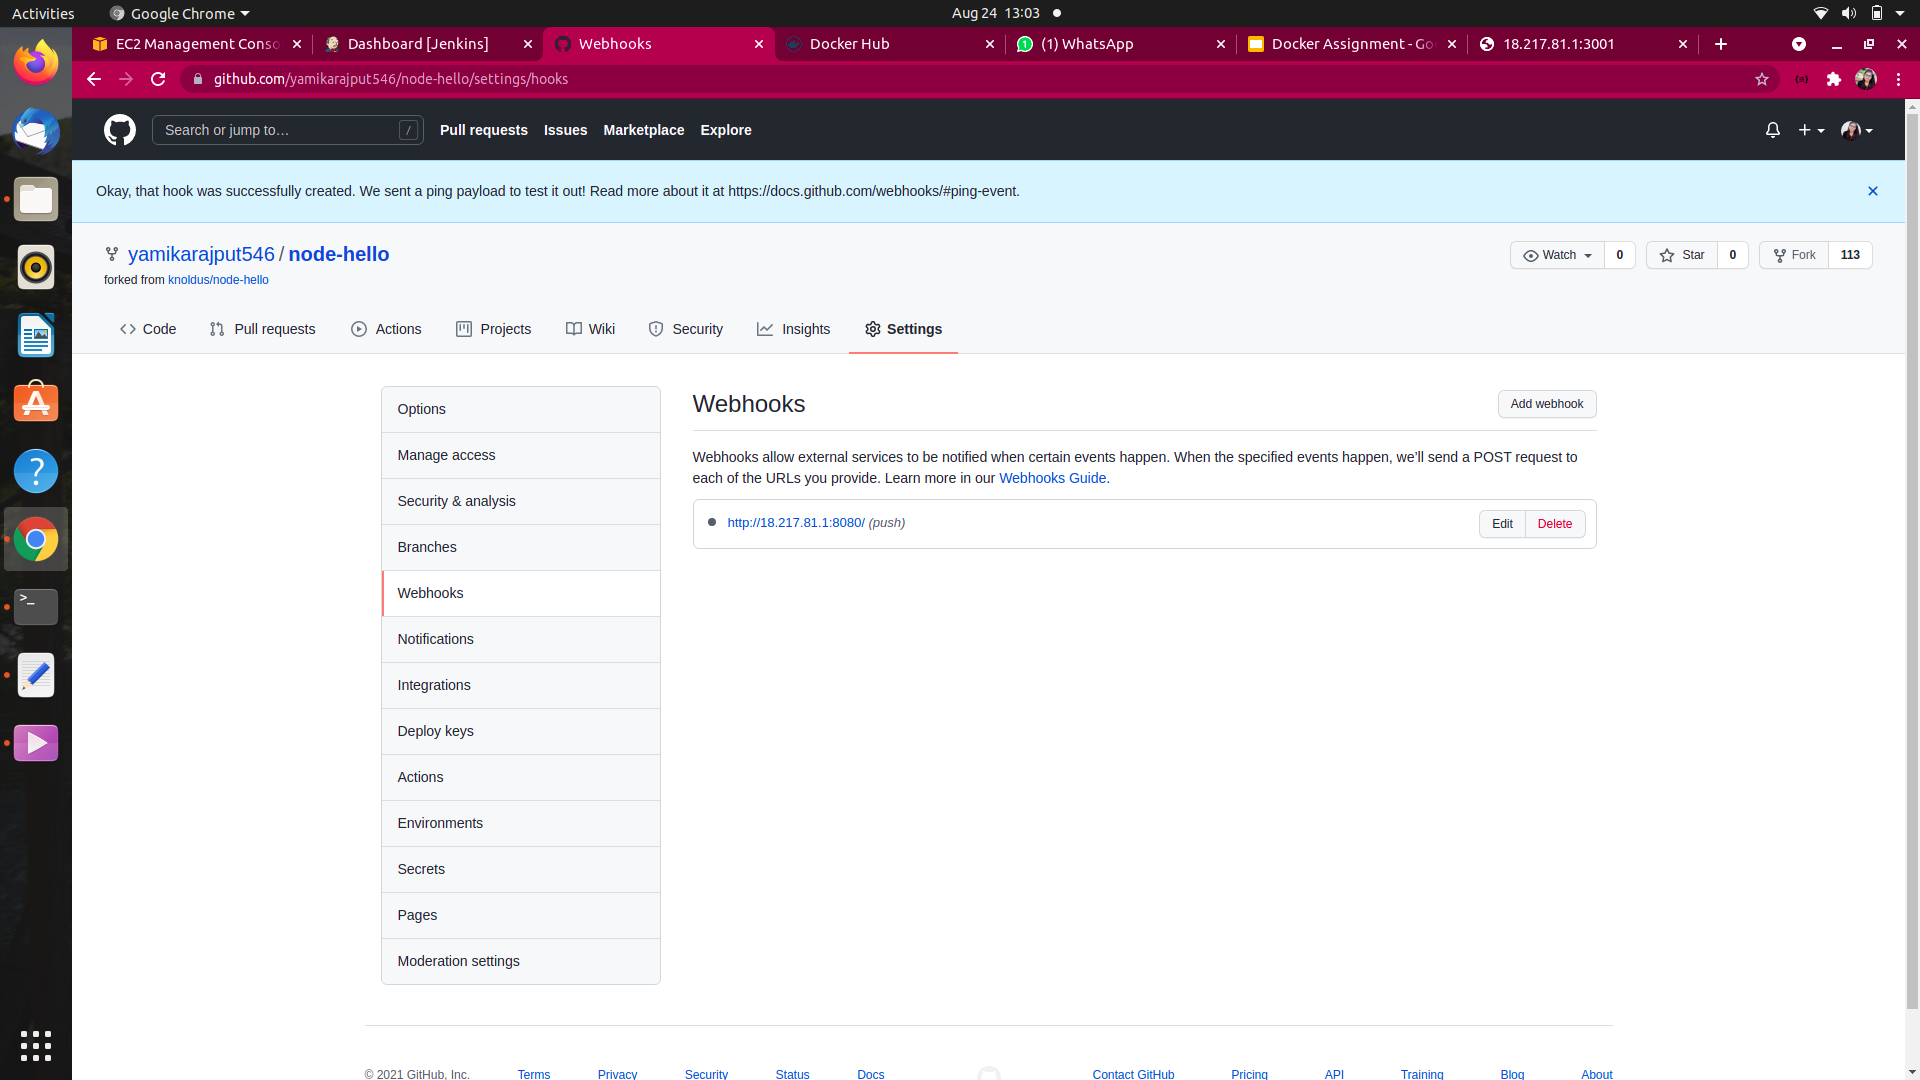 Activities Google Chrome Aug 24 13:03
EC2 Management Conso Dashboard [Jenkins] Webhooks Docker Hub (1) WhatsApp Docker Assignment - Go 18.217.81.1:3001
github.com/yamikarajput546/node-hello/settings/hooks
Search or jump to… / Pull requests Issues Marketplace Explore
Okay, that hook was successfully created. We sent a ping payload to test it out! Read more about it at https://docs.github.com/webhooks/#ping-event.
yamikarajput546 / node-hello Watch 0 Star 0 Fork 113
forked from knoldus/node-hello
Code Pull requests Actions Projects Wiki Security Insights Settings
Options
Manage access
Security & analysis
Branches
Webhooks
Notifications
Integrations
Deploy keys
Actions
Environments
Secrets
Pages
Moderation settings
Webhooks Add webhook
Webhooks allow external services to be notified when certain events happen. When the specified events happen, we’ll send a POST request to
each of the URLs you provide. Learn more in our Webhooks Guide.
http://18.217.81.1:8080/ (push) Edit Delete
© 2021 GitHub, Inc. Terms Privacy Security Status Docs Contact GitHub Pricing API Training Blog About